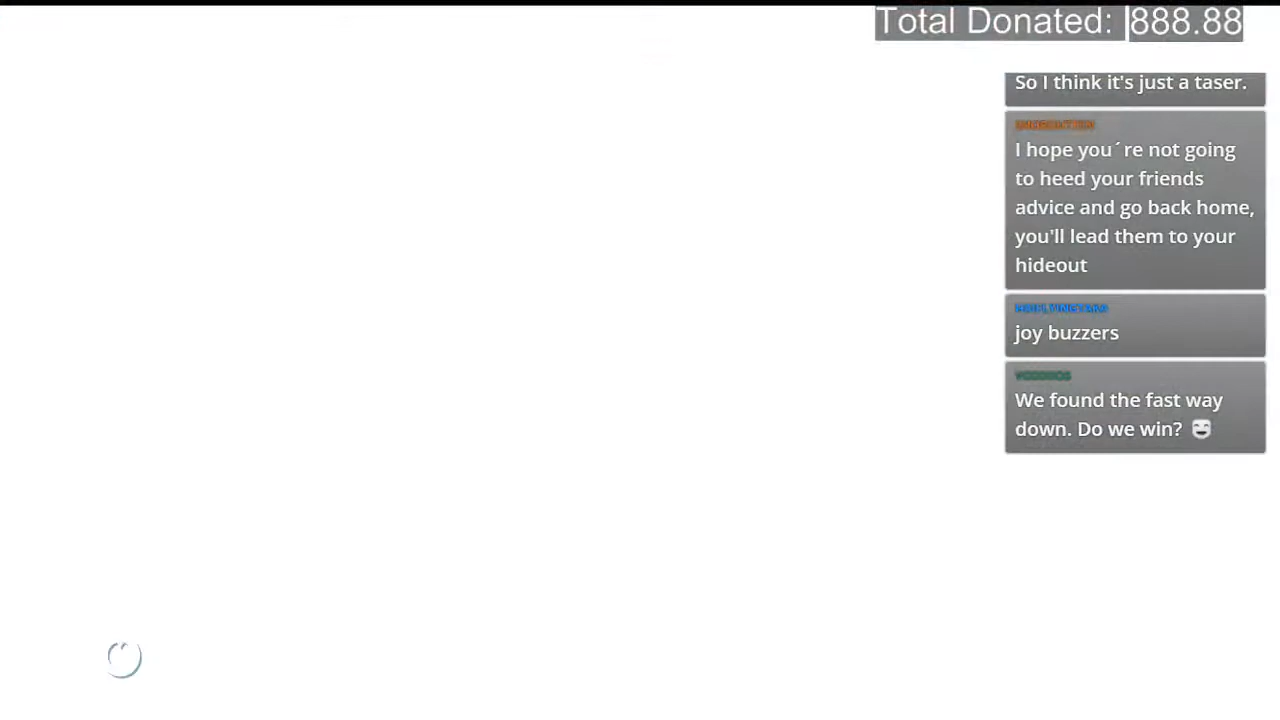 Total Donated: 888.88
So I think it's just a taser.
I hope you´re not going
to heed your friends
advice and go back home,
you'll lead them to your
hideout
joy buzzers
We found the fast way
down. Do we win?